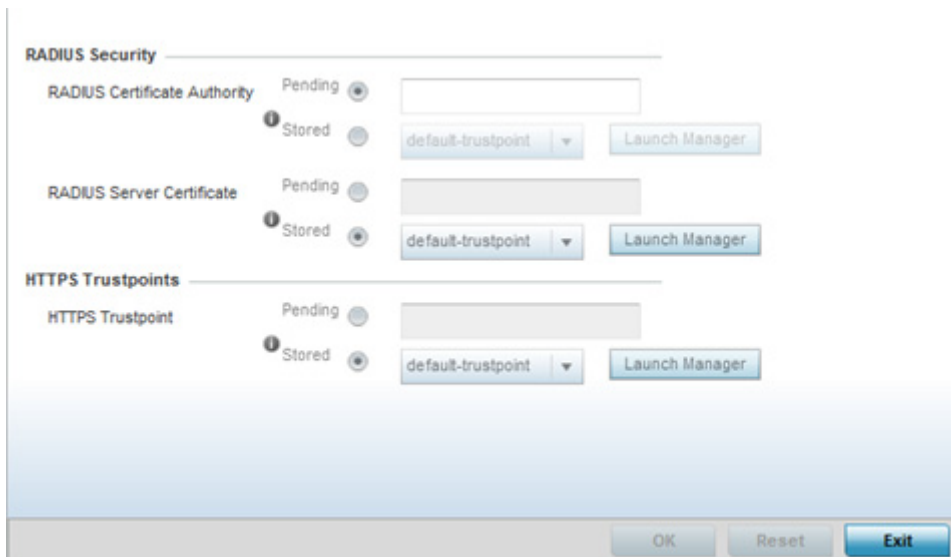 RADIUS Security
RADIUS Certificate Authority Pending
Stored default-trustpoint Launch Manager
RADIUS Server Certificate Pending
Stored default-trustpoint Launch Manager
HTTPS Trustpoints
HTTPS Trustpoint Pending
Stored default-trustpoint Launch Manager
OK Reset Exit